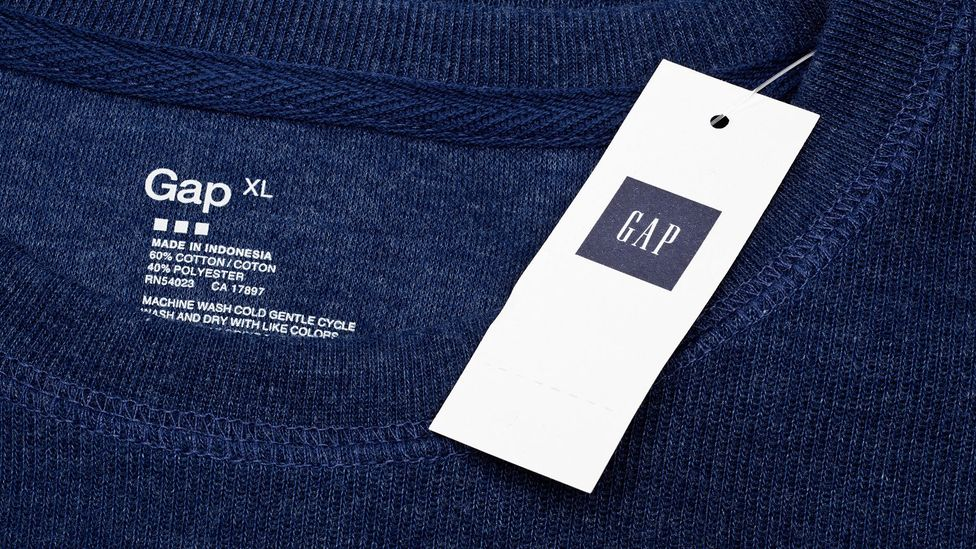 Gap XL
MADE IN INDONESIA
60% COTTON / COTON
40% POLYESTER
RN54023 CA 17897
MACHINE WASH COLD GENTLE CYCLE
WASH AND DRY WITH LIKE COLORS
GAP